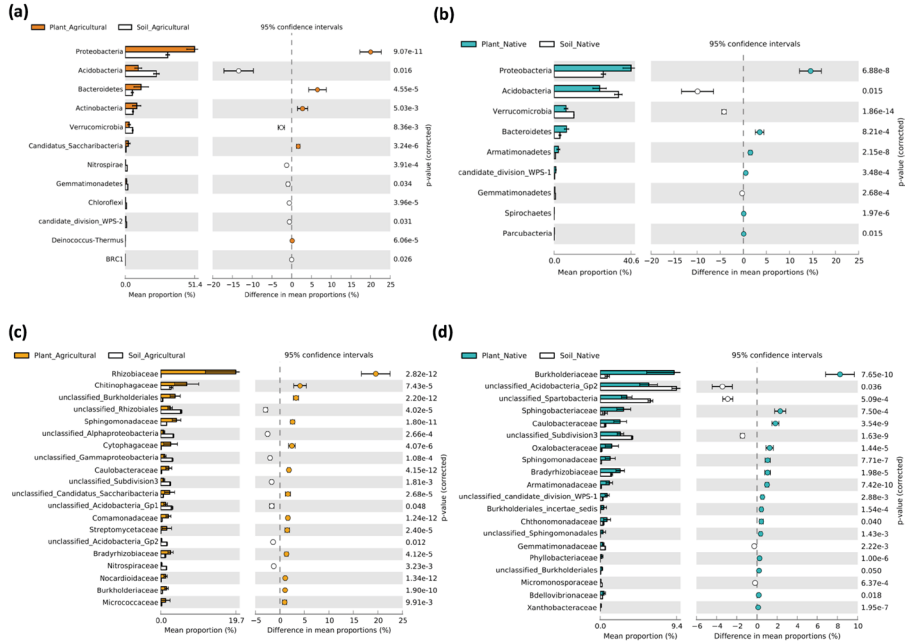 (a)
Plant_Agricultural Soil_Agricultural
95% confidence intervals
Proteobacteria 9.07e-11
Acidobacteria 0.016
Bacteroidetes 4.55e-5
Actinobacteria 5.03e-3
Verrucomicrobia 8.36e-3
Candidatus_Saccharibacteria 3.24e-6
Nitrospirae 3.91e-4
Gemmatimonadetes 0.034
Chloroflexi 3.96e-5
candidate_division_WPS-2 0.031
Deinococcus-Thermus 6.06e-5
BRC1 0.026
p-value (corrected)
0.0 51.4 −20 −15 −10 −5 0 5 10 15 20 25
Mean proportion (%) Difference in mean proportions (%)
(b)
Plant_Native Soil_Native
95% confidence intervals
Proteobacteria 6.88e-8
Acidobacteria 0.015
Verrucomicrobia 1.86e-14
Bacteroidetes 8.21e-4
Armatimonadetes 2.15e-8
candidate_division_WPS-1 3.48e-4
Gemmatimonadetes 2.68e-4
Spirochaetes 1.97e-6
Parcubacteria 0.015
p-value (corrected)
0.0 40.6 −20 −15 −10 −5 0 5 10 15 20 25
Mean proportion (%) Difference in mean proportions (%)
(c)
Plant_Agricultural Soil_Agricultural
95% confidence intervals
Rhizobiaceae 2.82e-12
Chitinophagaceae 7.43e-5
unclassified_Burkholderiales 2.20e-12
unclassified_Rhizobiales 4.02e-5
Sphingomonadaceae 1.80e-11
unclassified_Alphaproteobacteria 2.66e-4
Cytophagaceae 4.07e-6
unclassified_Gammaproteobacteria 1.08e-4
Caulobacteraceae 4.15e-12
unclassified_Subdivision3 1.81e-3
unclassified_Candidatus_Saccharibacteria 2.68e-5
unclassified_Acidobacteria_Gp1 0.048
Comamonadaceae 1.24e-12
Streptomycetaceae 2.40e-5
unclassified_Acidobacteria_Gp2 0.012
Bradyrhizobiaceae 4.12e-5
Nitrospiraceae 3.23e-3
Nocardioidaceae 1.34e-12
Burkholderiaceae 1.90e-10
Micrococcaceae 9.91e-3
p-value (corrected)
0.0 19.7 −5 0 5 10 15 20 25
Mean proportion (%) Difference in mean proportions (%)
(d)
Plant_Native Soil_Native
95% confidence intervals
Burkholderiaceae 7.65e-10
unclassified_Acidobacteria_Gp2 0.036
unclassified_Spartobacteria 5.09e-4
Sphingobacteriaceae 7.50e-4
Caulobacteraceae 3.54e-9
unclassified_Subdivision3 1.63e-9
Oxalobacteraceae 1.44e-5
Sphingomonadaceae 7.71e-7
Bradyrhizobiaceae 1.98e-5
Armatimonadaceae 7.42e-10
unclassified_candidate_division_WPS-1 2.88e-3
Burkholderiales_incertae_sedis 1.54e-4
Chthonomonadaceae 0.040
unclassified_Sphingomonadales 1.43e-3
Gemmatimonadaceae 2.22e-3
Phyllobacteriaceae 1.00e-6
unclassified_Burkholderiales 0.050
Micromonosporaceae 6.37e-4
Bdellovibrionaceae 0.018
Xanthobacteraceae 1.95e-7
p-value (corrected)
0.0 9.4 −6 −4 −2 0 2 4 6 8 10
Mean proportion (%) Difference in mean proportions (%)